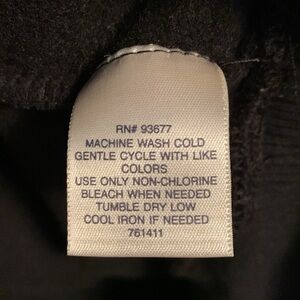 RN# 93677
MACHINE WASH COLD
GENTLE CYCLE WITH LIKE
COLORS
USE ONLY NON-CHLORINE
BLEACH WHEN NEEDED
TUMBLE DRY LOW
COOL IRON IF NEEDED
761411